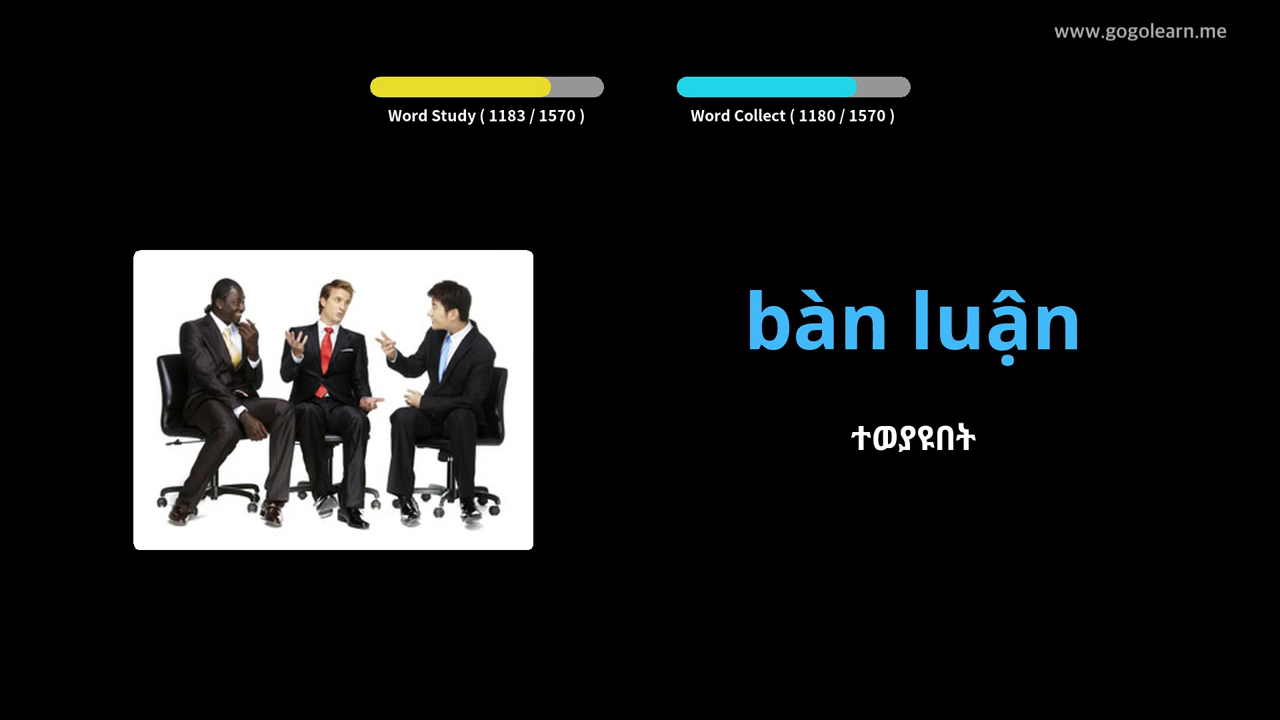 www.gogolearn.me
Word Study ( 1183 / 1570 )
Word Collect ( 1180 / 1570 )
bàn luận
ተወያዩበት